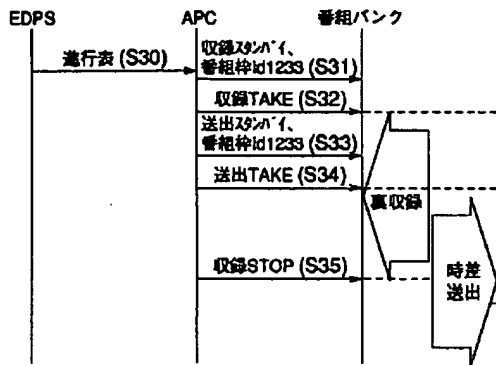 EDPS
APC
番組バンク
進行表 (S30)
収録ｽﾀﾝﾊﾞｲ、
番組枠id1233 (S31)
収録TAKE (S32)
送出ｽﾀﾝﾊﾞｲ、
番組枠id1233 (S33)
送出TAKE (S34)
裏収録
収録STOP (S35)
時差
送出